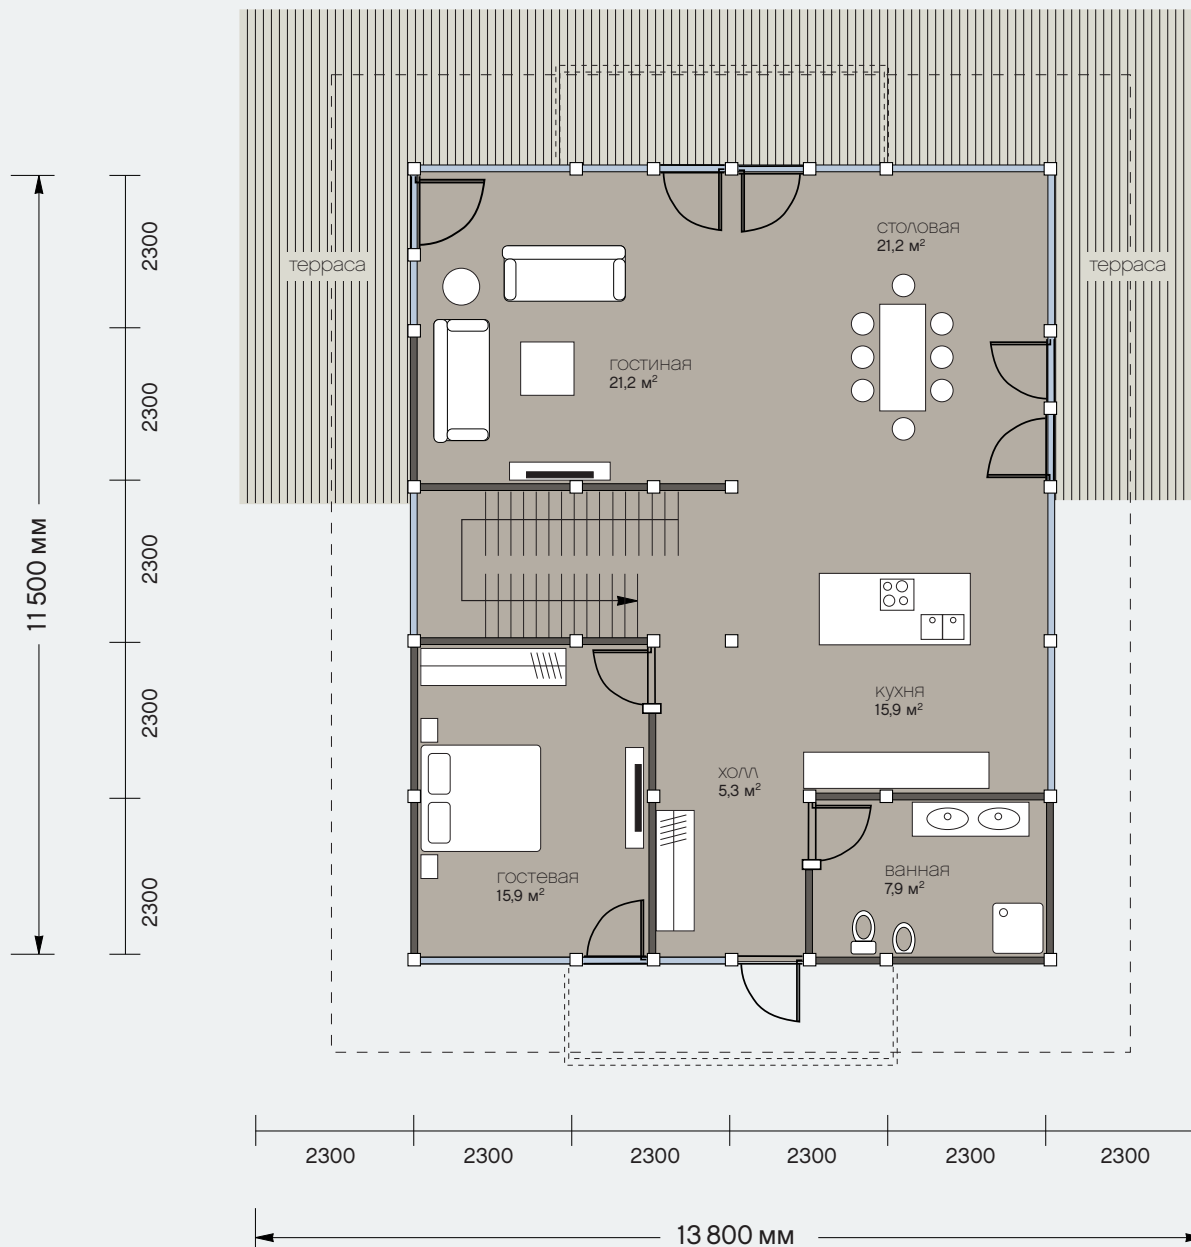 столовая
21,2 м²
терраса
терраса
гостиная
21,2 м²
кухня
15,9 м²
холл
5,3 м²
гостевая
15,9 м²
ванная
7,9 м²
2300
2300
2300
2300
2300
11 500 мм
2300
2300
2300
2300
2300
2300
13 800 мм